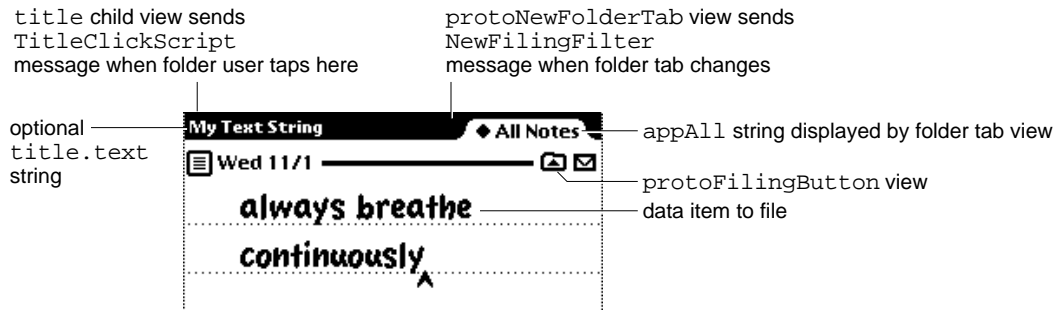 title child view sends
TitleClickScript
message when folder user taps here
protoNewFolderTab view sends
NewFilingFilter
message when folder tab changes
optional
title.text
string
My Text String
All Notes
appAll string displayed by folder tab view
Wed 11/1
protoFilingButton view
always breathe
data item to file
continuously